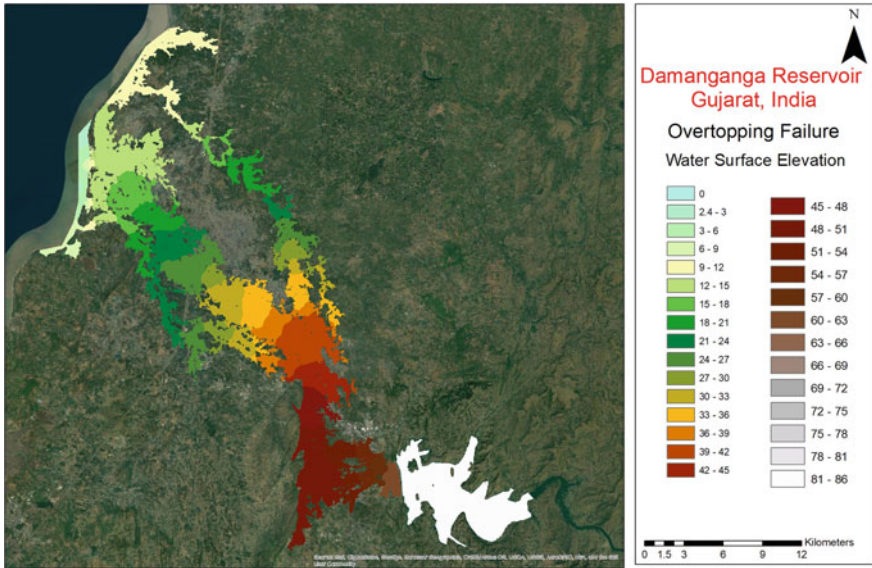 N
Damanganga Reservoir
Gujarat, India
Overtopping Failure
Water Surface Elevation
0
2.4 - 3
3 - 6
6 - 9
9 - 12
12 - 15
15 - 18
18 - 21
21 - 24
24 - 27
27 - 30
30 - 33
33 - 36
36 - 39
39 - 42
42 - 45
45 - 48
48 - 51
51 - 54
54 - 57
57 - 60
60 - 63
63 - 66
66 - 69
69 - 72
72 - 75
75 - 78
78 - 81
81 - 86
Kilometers
0 1.5 3 6 9 12
User Community